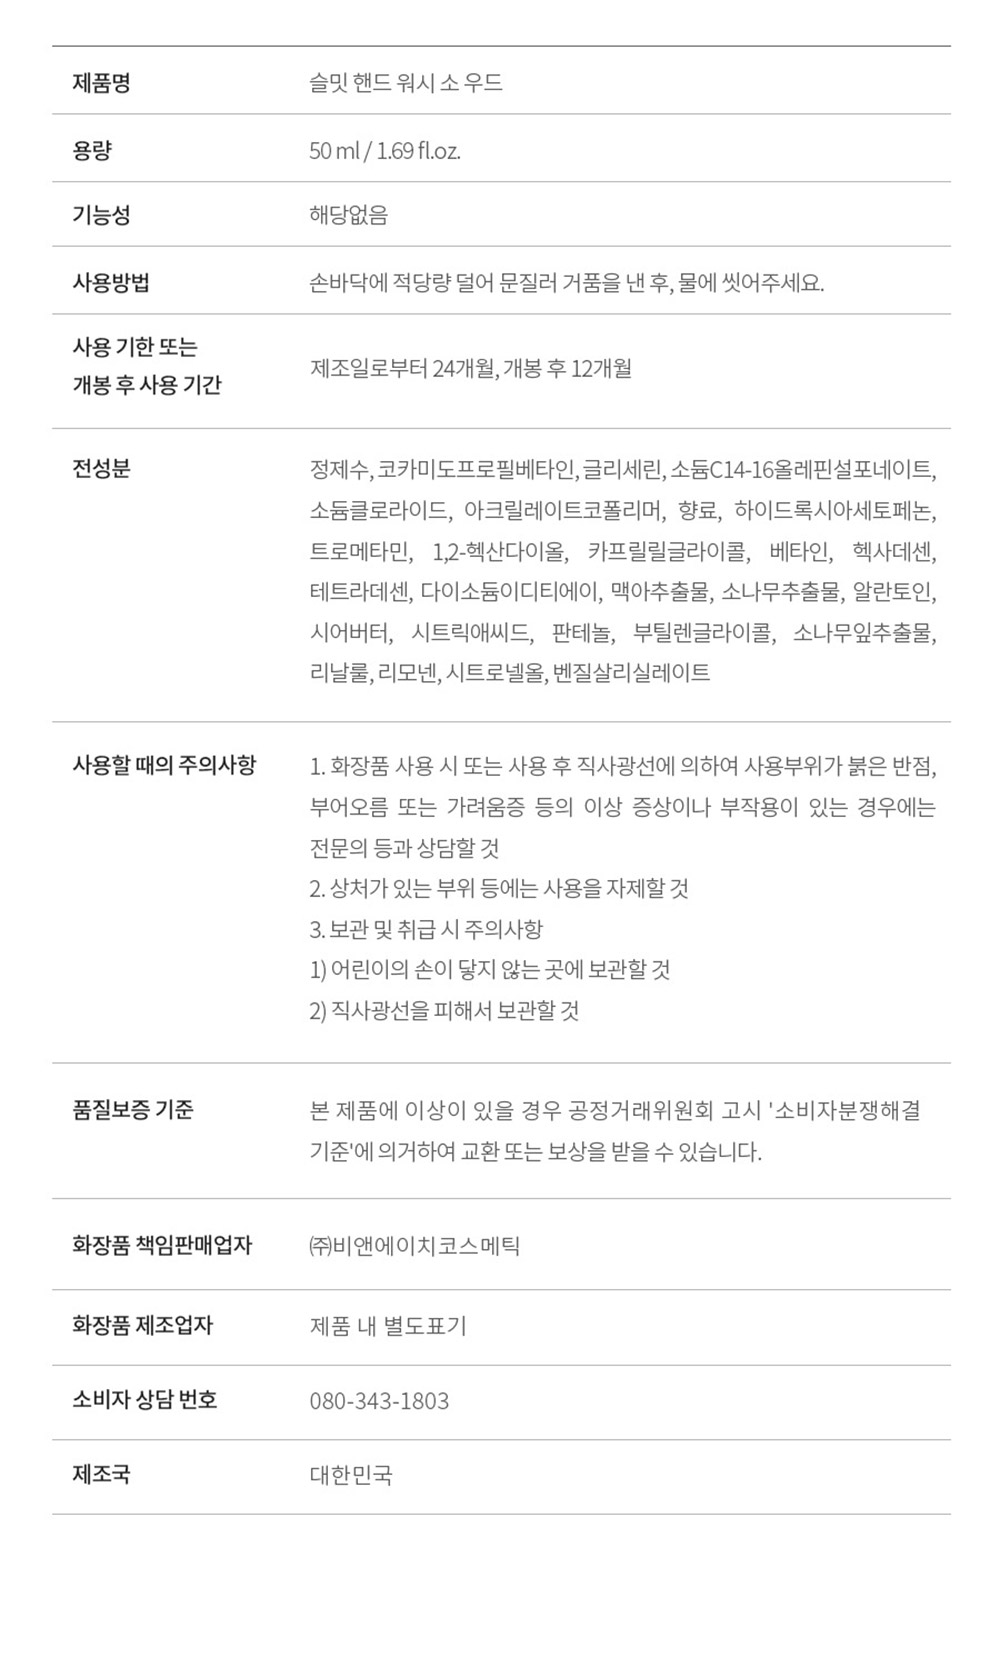 제품명 슬밋 핸드 워시 소 우드
용량 50 ml / 1.69 fl.oz.
기능성 해당없음
사용방법 손바닥에 적당량 덜어 문질러 거품을 낸 후, 물에 씻어주세요.
사용 기한 또는
개봉 후 사용 기간
제조일로부터 24개월, 개봉 후 12개월
전성분 정제수, 코카미도프로필베타인, 글리세린, 소듐C14-16올레핀설포네이트,
소듐클로라이드, 아크릴레이트코폴리머, 향료, 하이드록시아세토페논,
트로메타민, 1,2-헥산다이올, 카프릴릴글라이콜, 베타인, 헥사데센,
테트라데센, 다이소듐이디티에이, 맥아추출물, 소나무추출물, 알란토인,
시어버터, 시트릭애씨드, 판테놀, 부틸렌글라이콜, 소나무잎추출물,
리날룰, 리모넨, 시트로넬올, 벤질살리실레이트
사용할 때의 주의사항 1. 화장품 사용 시 또는 사용 후 직사광선에 의하여 사용부위가 붉은 반점,
부어오름 또는 가려움증 등의 이상 증상이나 부작용이 있는 경우에는
전문의 등과 상담할 것
2. 상처가 있는 부위 등에는 사용을 자제할 것
3. 보관 및 취급 시 주의사항
1) 어린이의 손이 닿지 않는 곳에 보관할 것
2) 직사광선을 피해서 보관할 것
품질보증 기준 본 제품에 이상이 있을 경우 공정거래위원회 고시 '소비자분쟁해결
기준'에 의거하여 교환 또는 보상을 받을 수 있습니다.
화장품 책임판매업자 ㈜비앤에이치코스메틱
화장품 제조업자 제품 내 별도표기
소비자 상담 번호 080-343-1803
제조국 대한민국